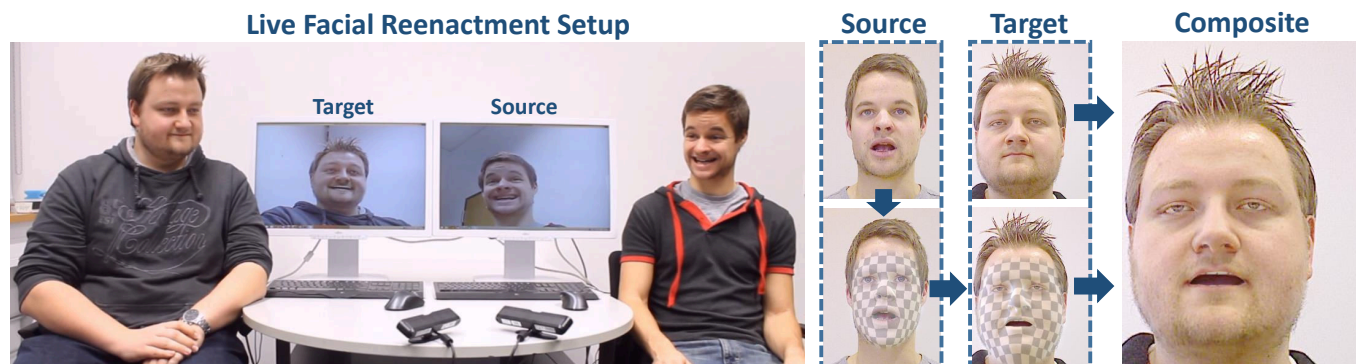 Live Facial Reenactment Setup
Source
Target
Composite
Target
Source